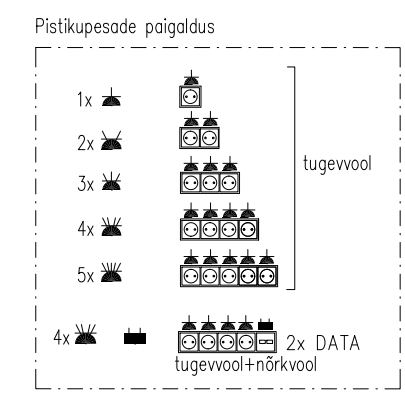 Pistikupesade paigaldus
1x
2x
3x
tugevvool
4x
5x
4x
2x DATA
tugevvool+nõrkvool